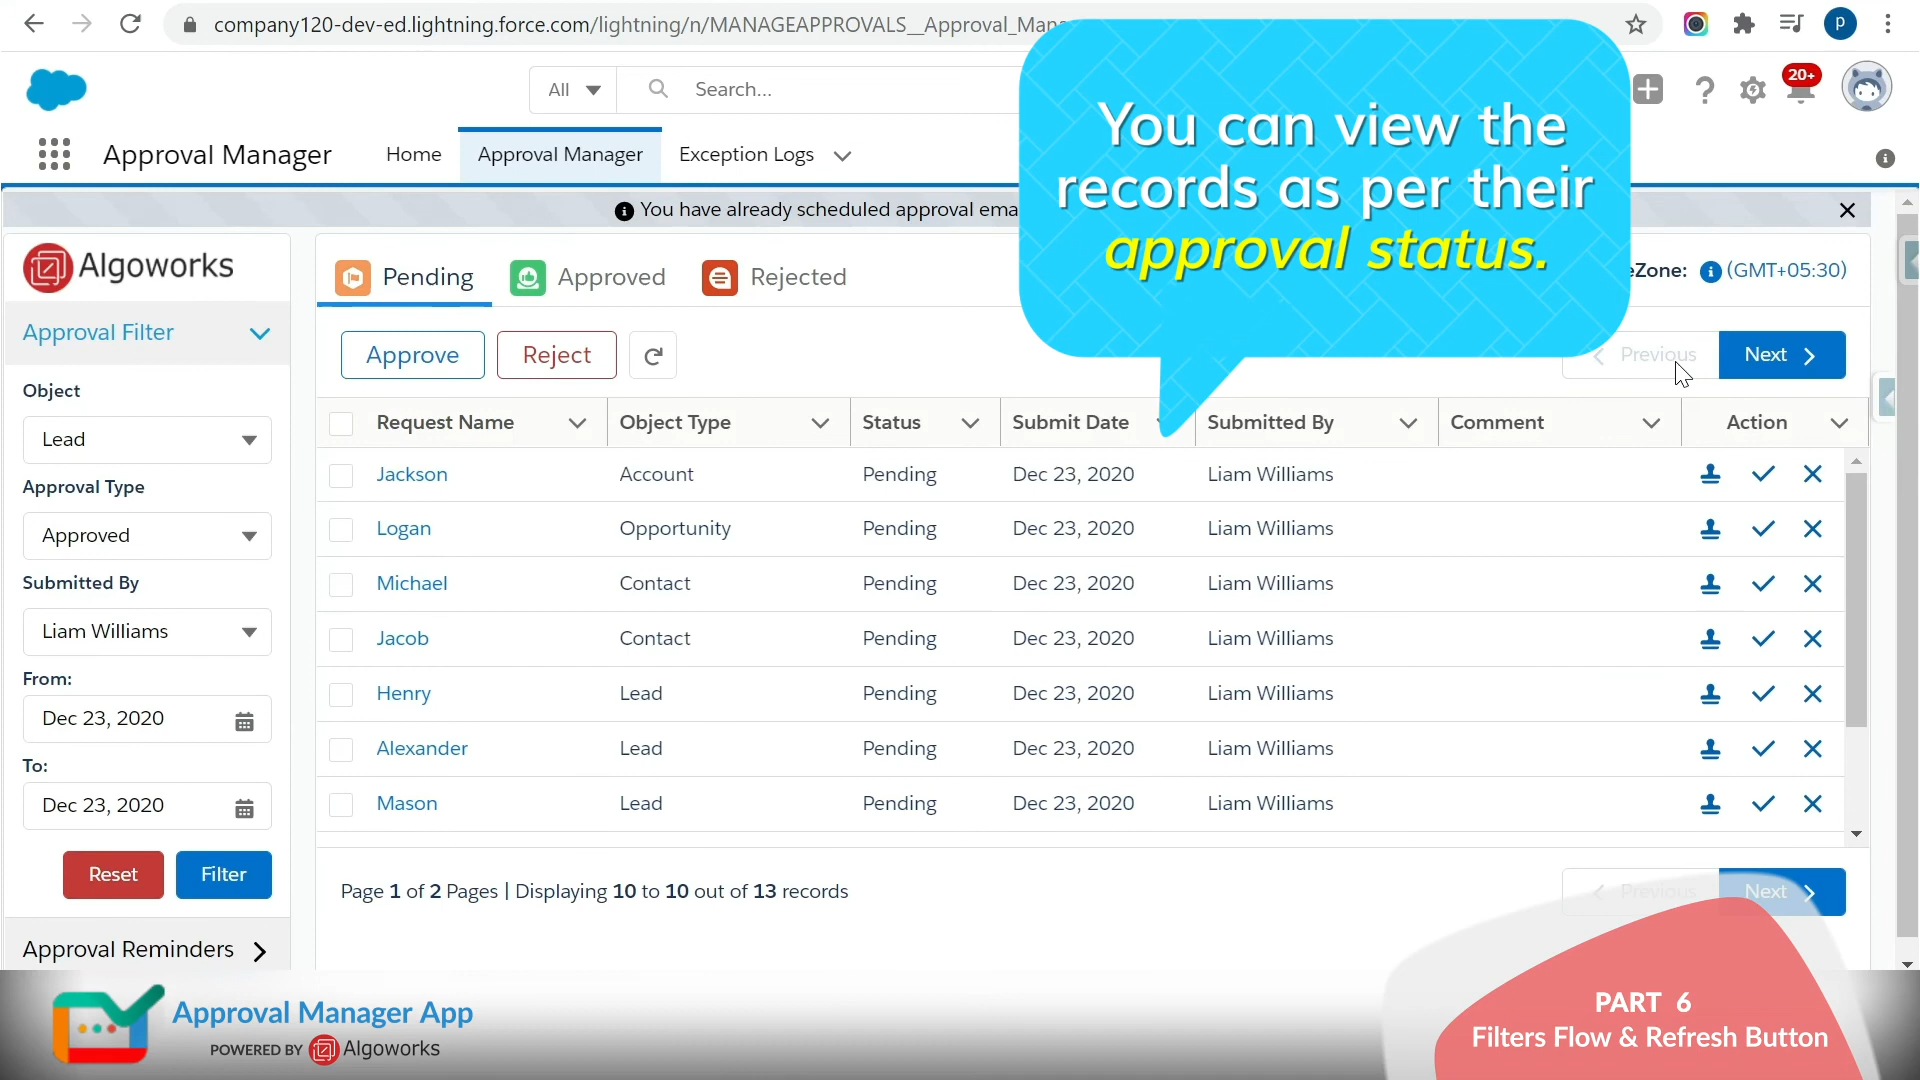 company120-dev-ed.lightning.force.com/lightning/n/MANAGEAPPROVALS__Approval_Mana
P
You can view the
records as per their
approval status.
All
Search...
20+
Approval Manager
Home
Approval Manager
Exception Logs
You have already scheduled approval ema
Algoworks
Pending
Approved
Rejected
eZone:
(GMT+05:30)
Approval Filter
Approve
Reject
Previous
Next
Object
Lead
Approval Type
Approved
Submitted By
Liam Williams
From:
Dec 23, 2020
To:
Dec 23, 2020
Reset
Filter
Approval Reminders
Request Name Object Type Status Submit Date Submitted By Comment Action
Jackson Account Pending Dec 23, 2020 Liam Williams
Logan Opportunity Pending Dec 23, 2020 Liam Williams
Michael Contact Pending Dec 23, 2020 Liam Williams
Jacob Contact Pending Dec 23, 2020 Liam Williams
Henry Lead Pending Dec 23, 2020 Liam Williams
Alexander Lead Pending Dec 23, 2020 Liam Williams
Mason Lead Pending Dec 23, 2020 Liam Williams
Page 1 of 2 Pages | Displaying 10 to 10 out of 13 records
Previous
Next
Approval Manager App
POWERED BY Algoworks
PART 6
Filters Flow & Refresh Button